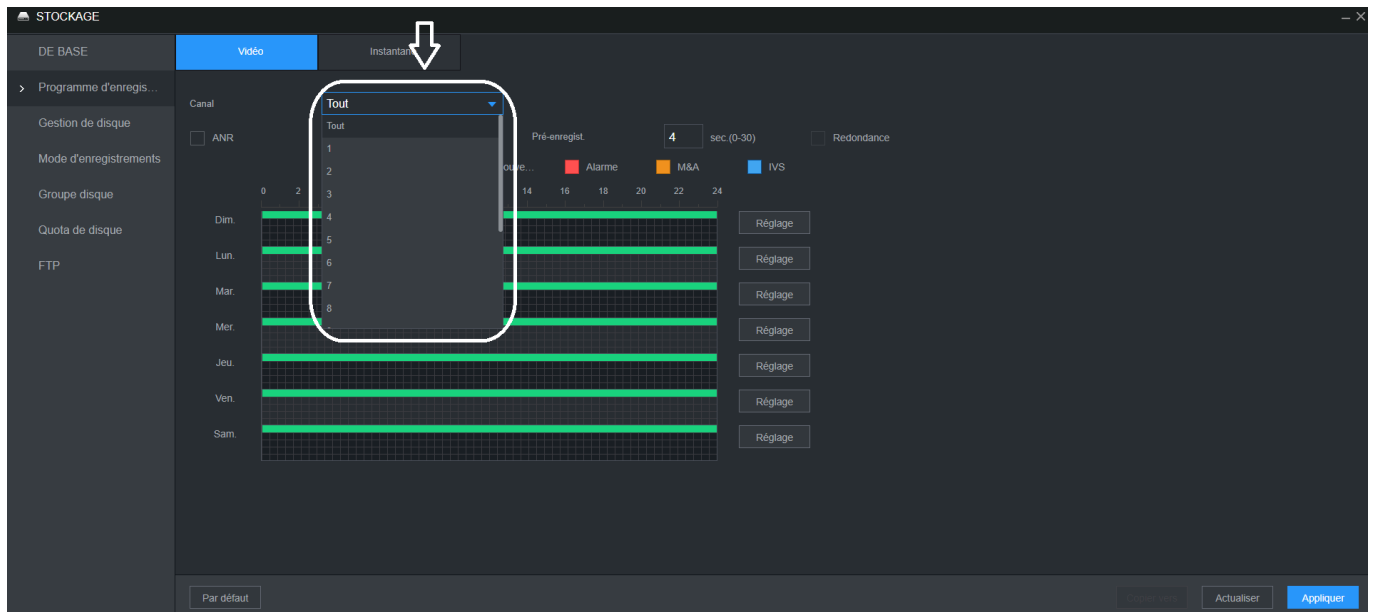 STOCKAGE
DE BASE
Programme d'enregis...
Gestion de disque
Mode d'enregistrements
Groupe disque
Quota de disque
FTP
Vidéo
Canal
Tout
Tout
1
2
3
4
5
6
7
8
ANR
Pré-enregist.
4
sec.(0-30)
Redondance
Alarme
M&A
IVS
0 2 14 16 18 20 22 24
Dim. Réglage
Lun. Réglage
Mar. Réglage
Mer. Réglage
Jeu. Réglage
Ven. Réglage
Sam. Réglage
Par défaut
Actualiser
Appliquer